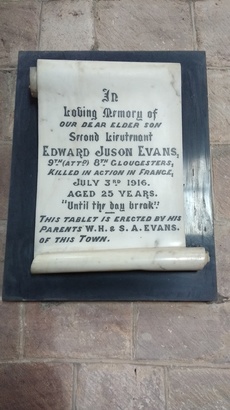 In
Loving Memory of
OUR DEAR ELDER SON
Second Lieutenant
EDWARD JUSON EVANS,
9TH (ATTD) 8TH GLOUCESTERS,
KILLED IN ACTION IN FRANCE,
JULY 3RD 1916.
AGED 25 YEARS.
"Until the day break".
THIS TABLET IS ERECTED BY HIS
PARENTS W.H. & S.A. EVANS.
OF THIS TOWN.